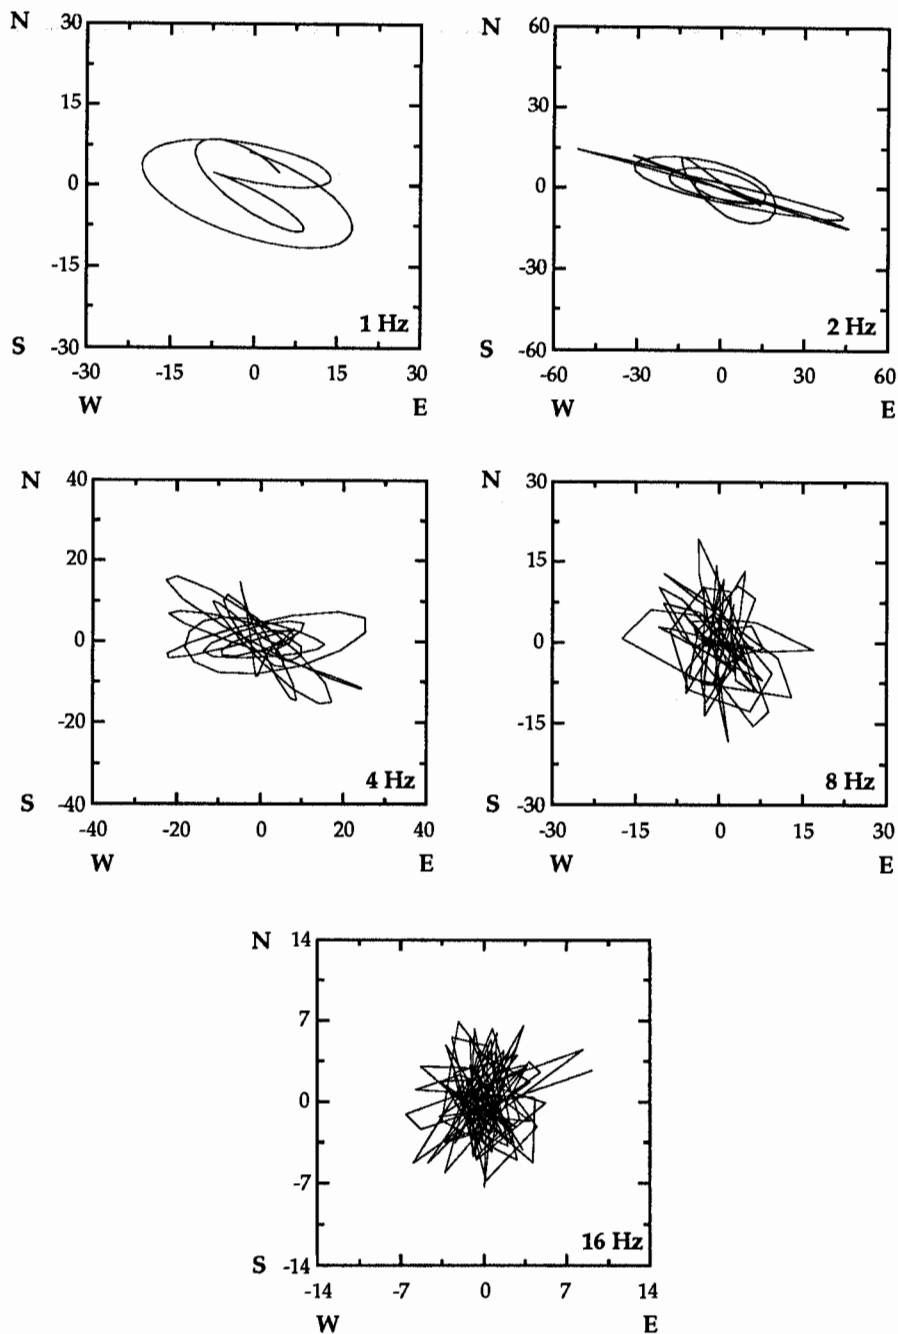 N 30
15
0
-15
1 Hz
S -30
-30 -15 0 15 30
W E
N 60
30
0
-30
2 Hz
S -60
-60 -30 0 30 60
W E
N 40
20
0
-20
4 Hz
S -40
-40 -20 0 20 40
W E
N 30
15
0
-15
8 Hz
S -30
-30 -15 0 15 30
W E
N 14
7
0
-7
16 Hz
S -14
-14 -7 0 7 14
W E